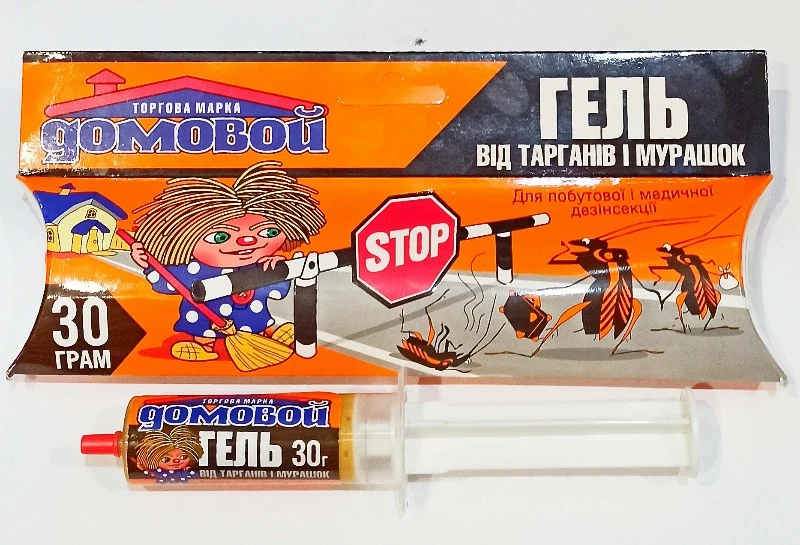 ТОРГОВА МАРКА
домовой
ГЕЛЬ
ВІД ТАРГАНІВ І МУРАШОК
Для побутової і медичної
дезінсекції
STOP
30
ГРАМ
ТОРГОВА МАРКА
домовой
ГЕЛЬ 30г
ВІД ТАРГАНІВ І МУРАШОК